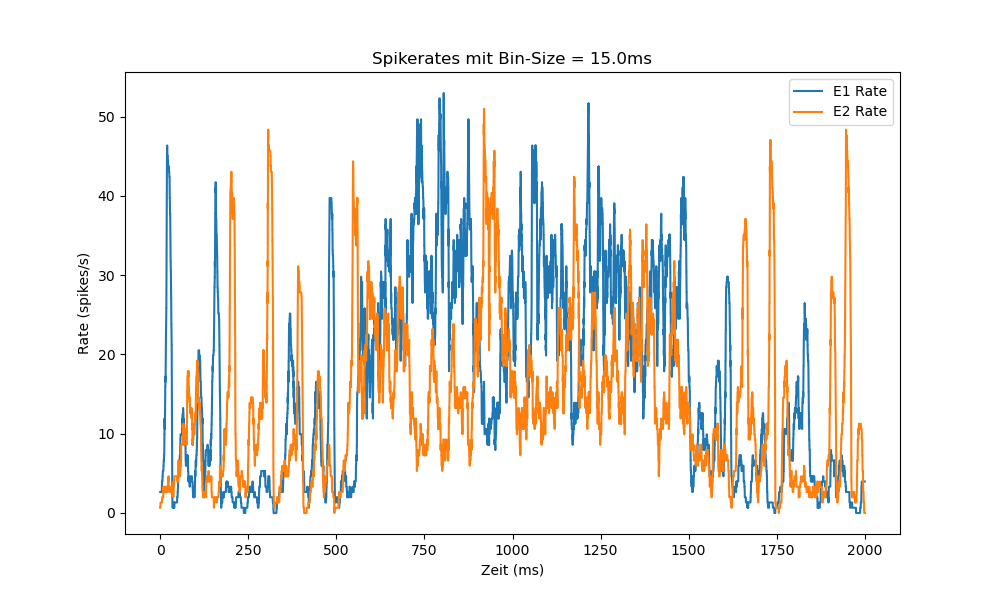 Spikerates mit Bin-Size = 15.0ms
E1 Rate
E2 Rate
Rate (spikes/s)
50
40
30
20
10
0
0 250 500 750 1000 1250 1500 1750 2000
Zeit (ms)